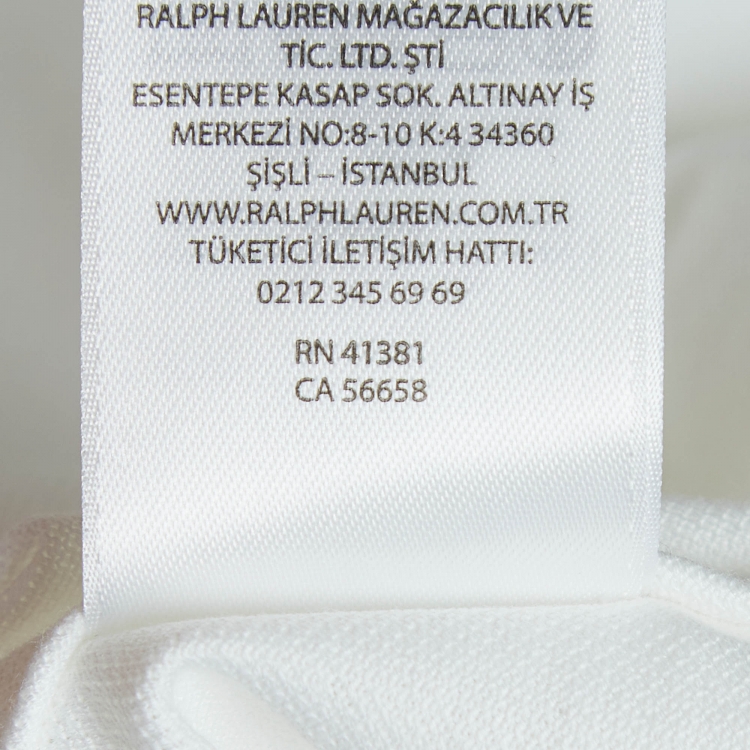 RALPH LAUREN MAĞAZACILIK VE
TİC. LTD. ŞTİ
ESENTEPE KASAP SOK. ALTINAY İŞ
MERKEZİ NO:8-10 K:4 34360
ŞİŞLİ – İSTANBUL
WWW.RALPHLAUREN.COM.TR
TÜKETİCİ İLETİŞİM HATTI:
0212 345 69 69
RN 41381
CA 56658